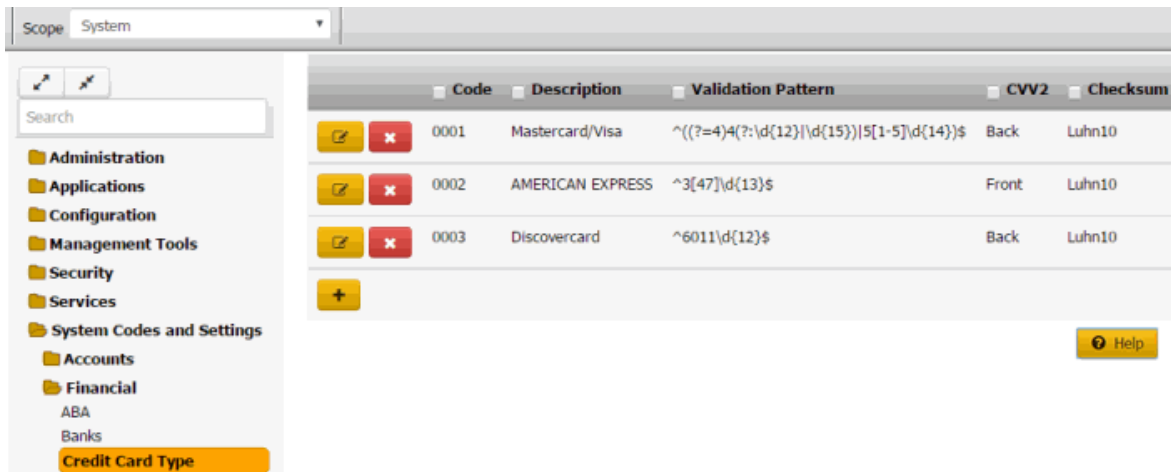 Scope System
Search
Administration
Applications
Configuration
Management Tools
Security
Services
System Codes and Settings
Accounts
Financial
ABA
Banks
Credit Card Type
Code Description Validation Pattern CVV2 Checksum
0001 Mastercard/Visa ^((?=4)4(?:\d{12}|\d{15})|5[1-5]\d{14})$ Back Luhn10
0002 AMERICAN EXPRESS ^3[47]\d{13}$ Front Luhn10
0003 Discovercard ^6011\d{12}$ Back Luhn10
Help